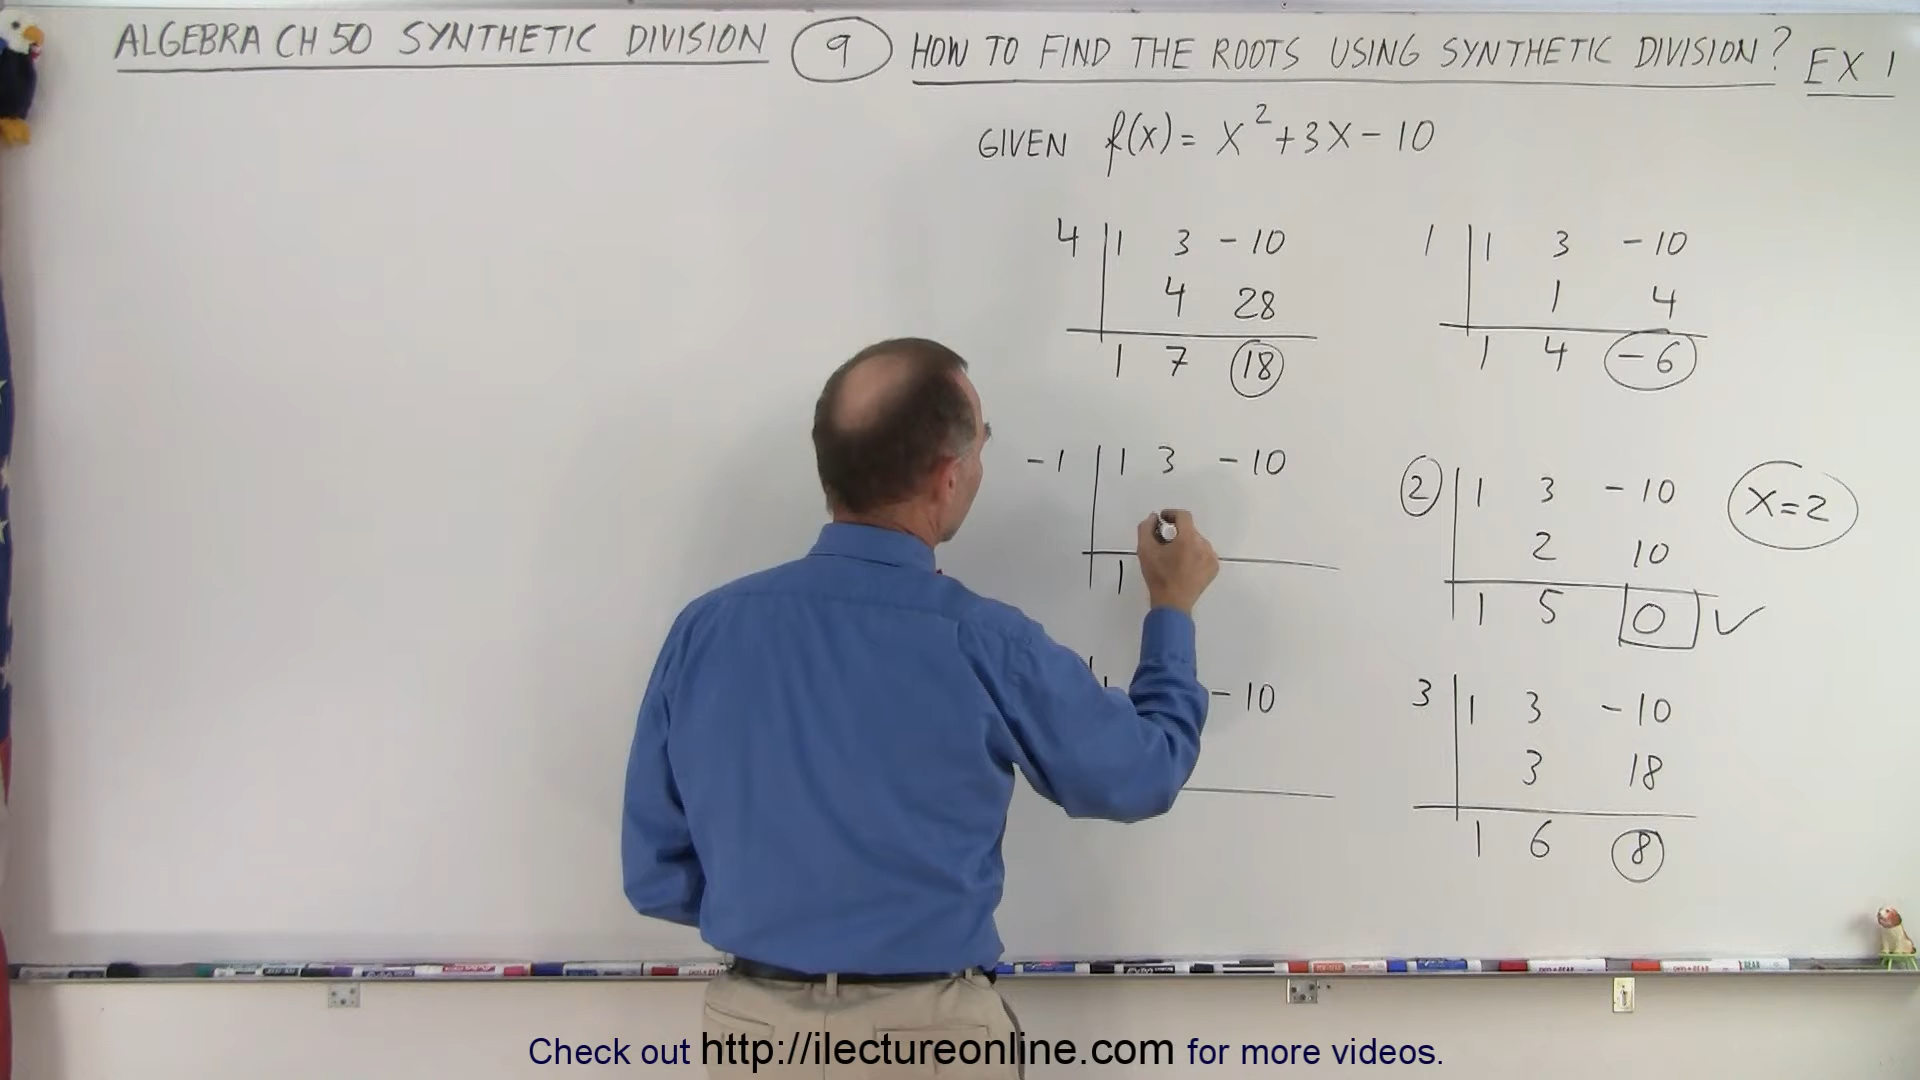 ALGEBRA CH 50 SYNTHETIC DIVISION 9 HOW TO FIND THE ROOTS USING SYNTHETIC DIVISION? EX 1
GIVEN f(x) = x² + 3x - 10
4 | 1 3 - 10
4 28
1 7 18
1 | 1 3 - 10
1 4
1 4 - 6
- 1 | 1 3 - 10
1
2 | 1 3 - 10
2 10
1 5 0 ✓
x = 2
- 10
3 | 1 3 - 10
3 18
1 6 8
Check out http://ilectureonline.com for more videos.